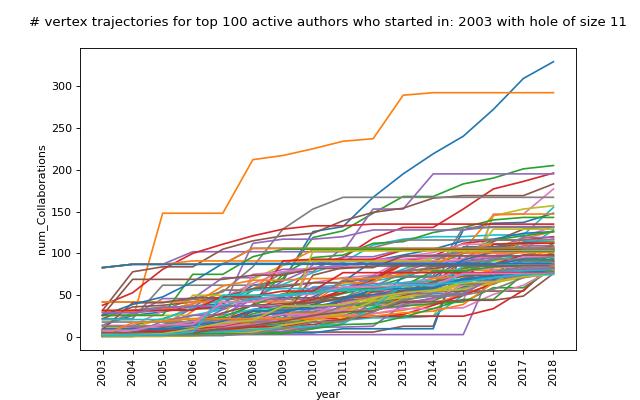 # vertex trajectories for top 100 active authors who started in: 2003 with hole of size 11
num_Collaborations
300
250
200
150
100
50
0
2003 2004 2005 2006 2007 2008 2009 2010 2011 2012 2013 2014 2015 2016 2017 2018
year